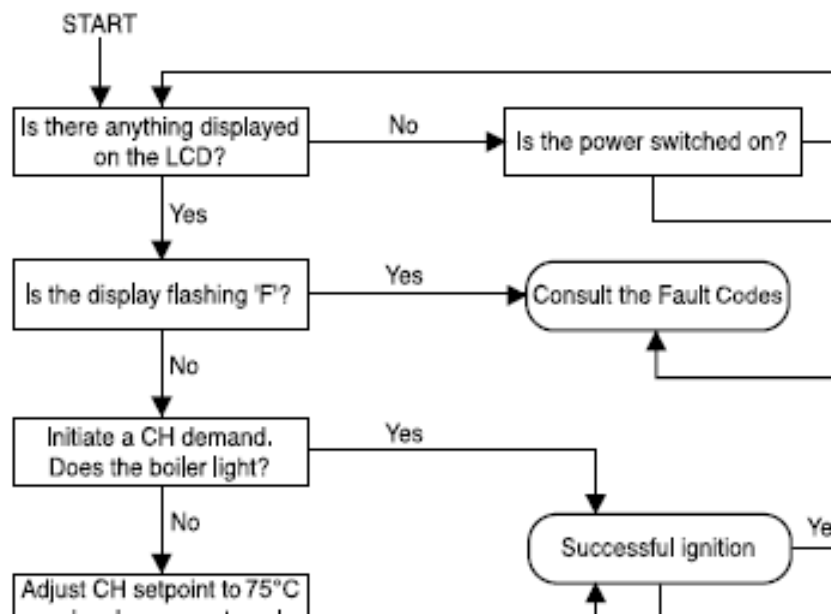 START
Is there anything displayed
on the LCD?
No
Is the power switched on?
Yes
Is the display flashing 'F'?
Yes
Consult the Fault Codes
No
Initiate a CH demand.
Does the boiler light?
Yes
No
Successful ignition
Adjust CH setpoint to 75°C